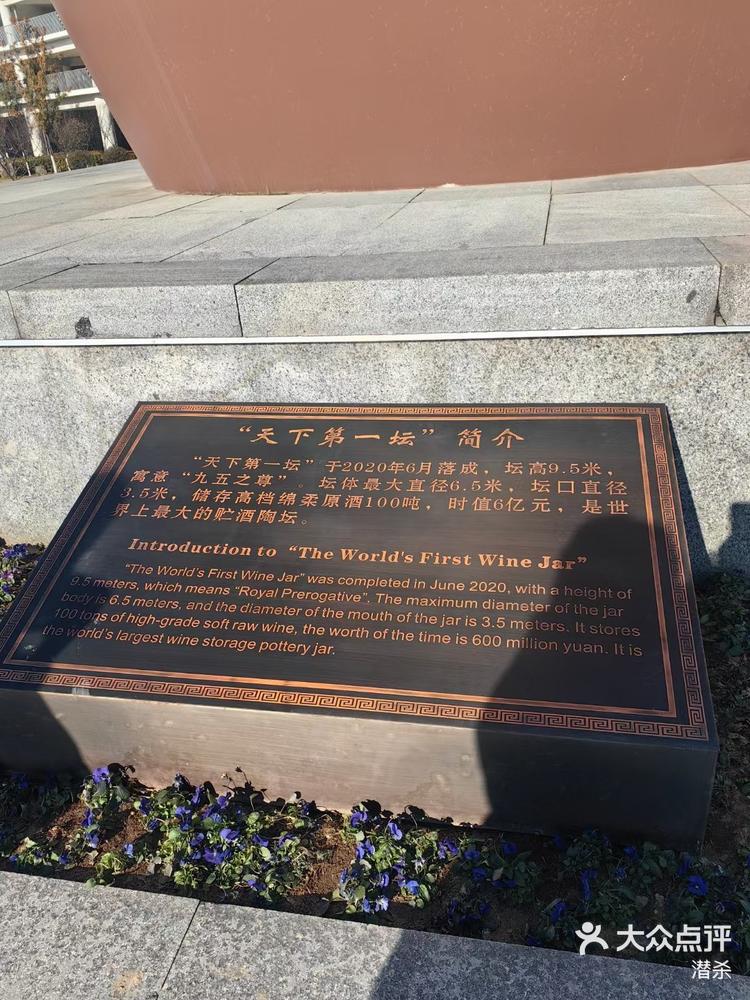 “天下第一坛”简介
“天下第一坛”于2020年6月落成，坛高9.5米，
寓意“九五之尊”。坛体最大直径6.5米，坛口直径
3.5米，储存高档绵柔原酒100吨，时值6亿元，是世
界上最大的贮酒陶坛。
Introduction to “The World's First Wine Jar”
“The World's First Wine Jar” was completed in June 2020, with a height of
9.5 meters, which means “Royal Prerogative”. The maximum diameter of the jar
body is 6.5 meters, and the diameter of the mouth of the jar is 3.5 meters. It stores
100 tons of high-grade soft raw wine, the worth of the time is 600 million yuan. It is
the world's largest wine storage pottery jar.
大众点评
潜杀